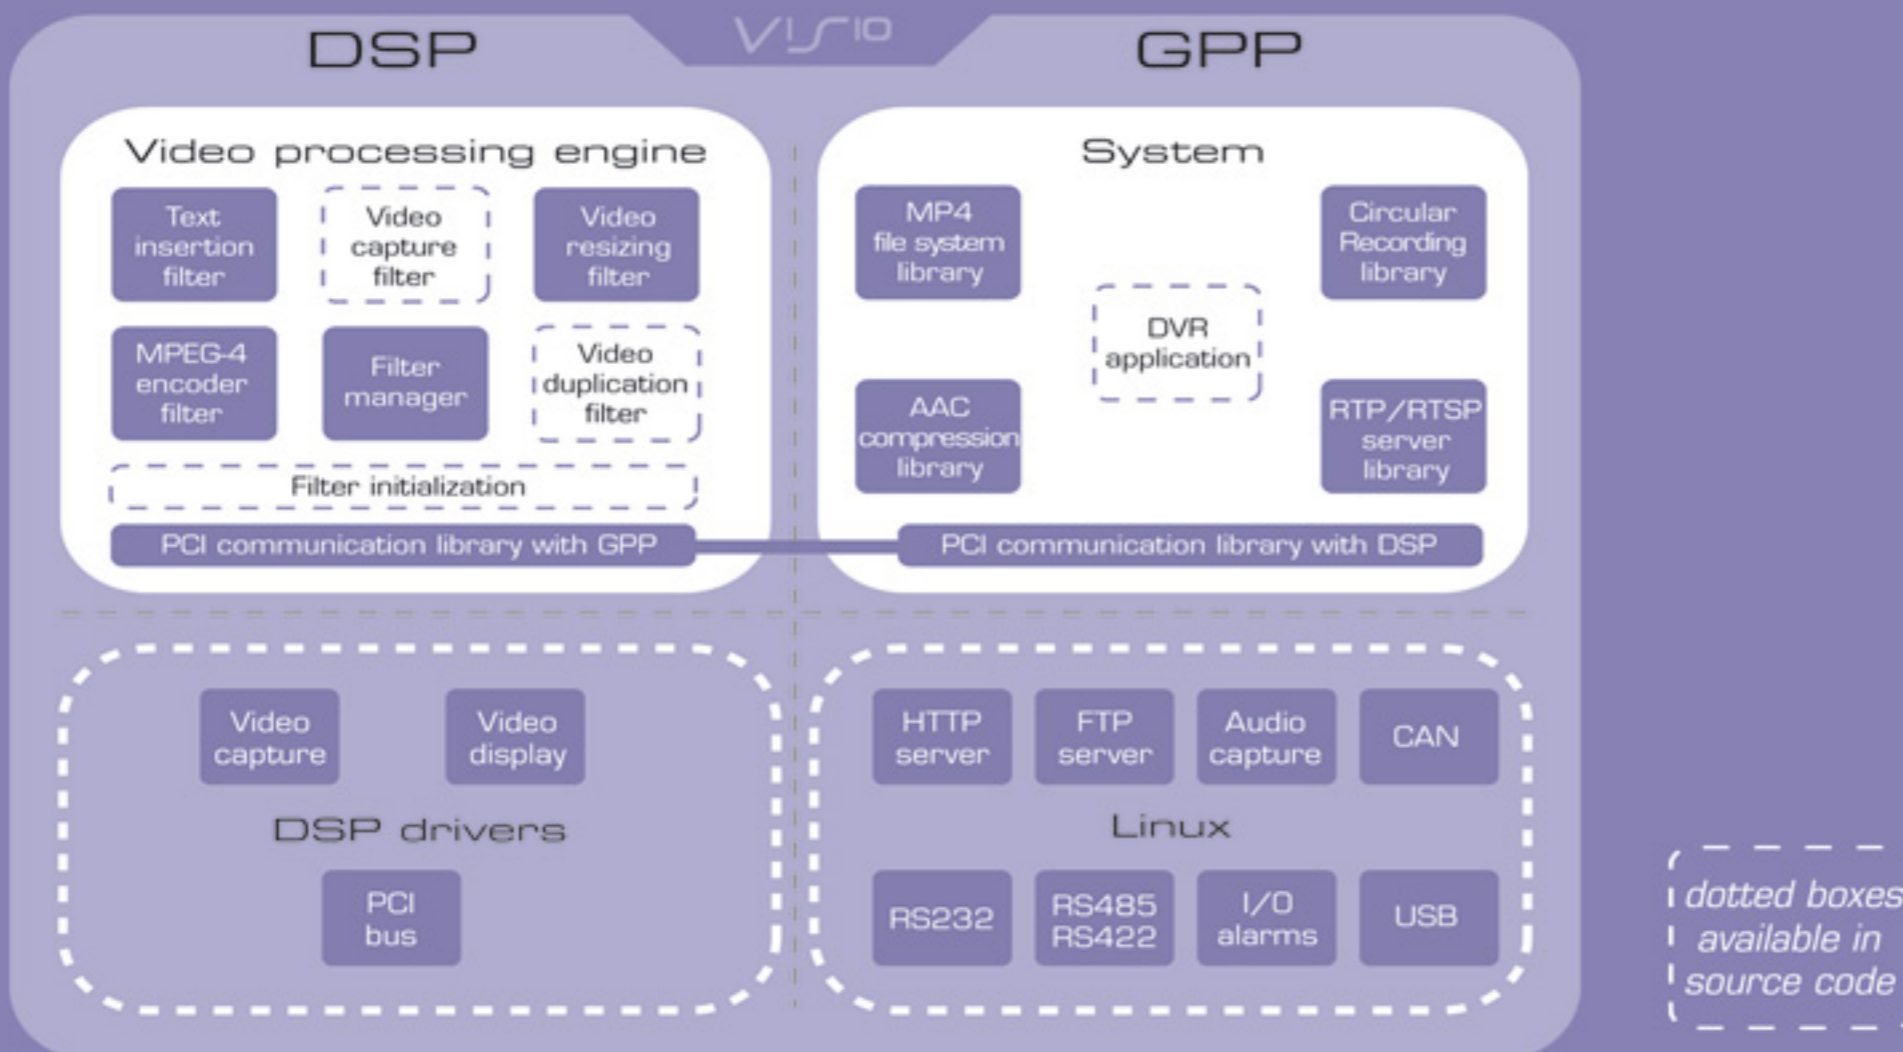 DSP
VISIO
GPP
Video processing engine
Text
insertion
filter
Video
capture
filter
Video
resizing
filter
MPEG-4
encoder
filter
Filter
manager
Video
duplication
filter
Filter initialization
PCI communication library with GPP
System
MP4
file system
library
Circular
Recording
library
DVR
application
AAC
compression
library
RTP/RTSP
server
library
PCI communication library with DSP
Video
capture
Video
display
DSP drivers
PCI
bus
HTTP
server
FTP
server
Audio
capture
CAN
Linux
RS232
RS485
RS422
I/O
alarms
USB
dotted boxes
available in
source code